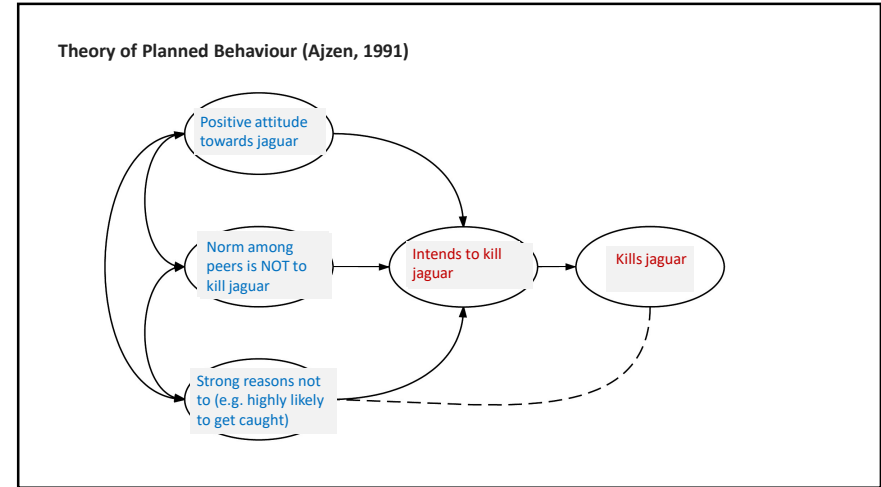 Theory of Planned Behaviour (Ajzen, 1991)
Positive attitude
towards jaguar
Norm among
peers is NOT to
kill jaguar
Intends to kill
jaguar
Kills jaguar
Strong reasons not
to (e.g. highly likely
to get caught)